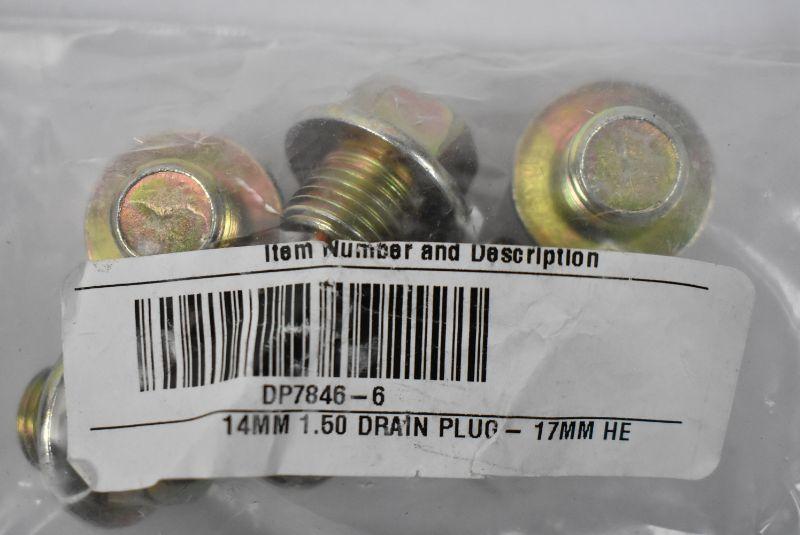 Item Number and Description
DP7846-6
14MM 1.50 DRAIN PLUG - 17MM HE